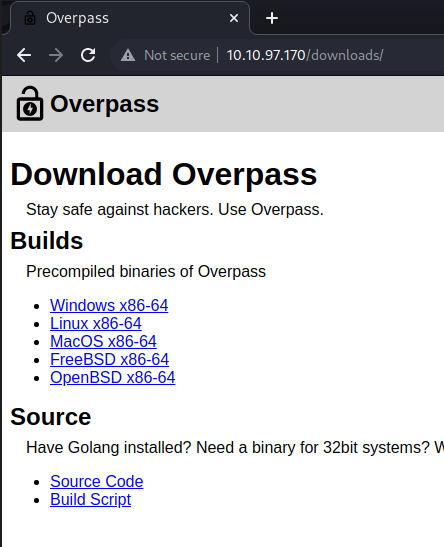 Overpass
Not secure 10.10.97.170/downloads/
Overpass
Download Overpass
Stay safe against hackers. Use Overpass.
Builds
Precompiled binaries of Overpass
Windows x86-64
Linux x86-64
MacOS x86-64
FreeBSD x86-64
OpenBSD x86-64
Source
Have Golang installed? Need a binary for 32bit systems?
Source Code
Build Script